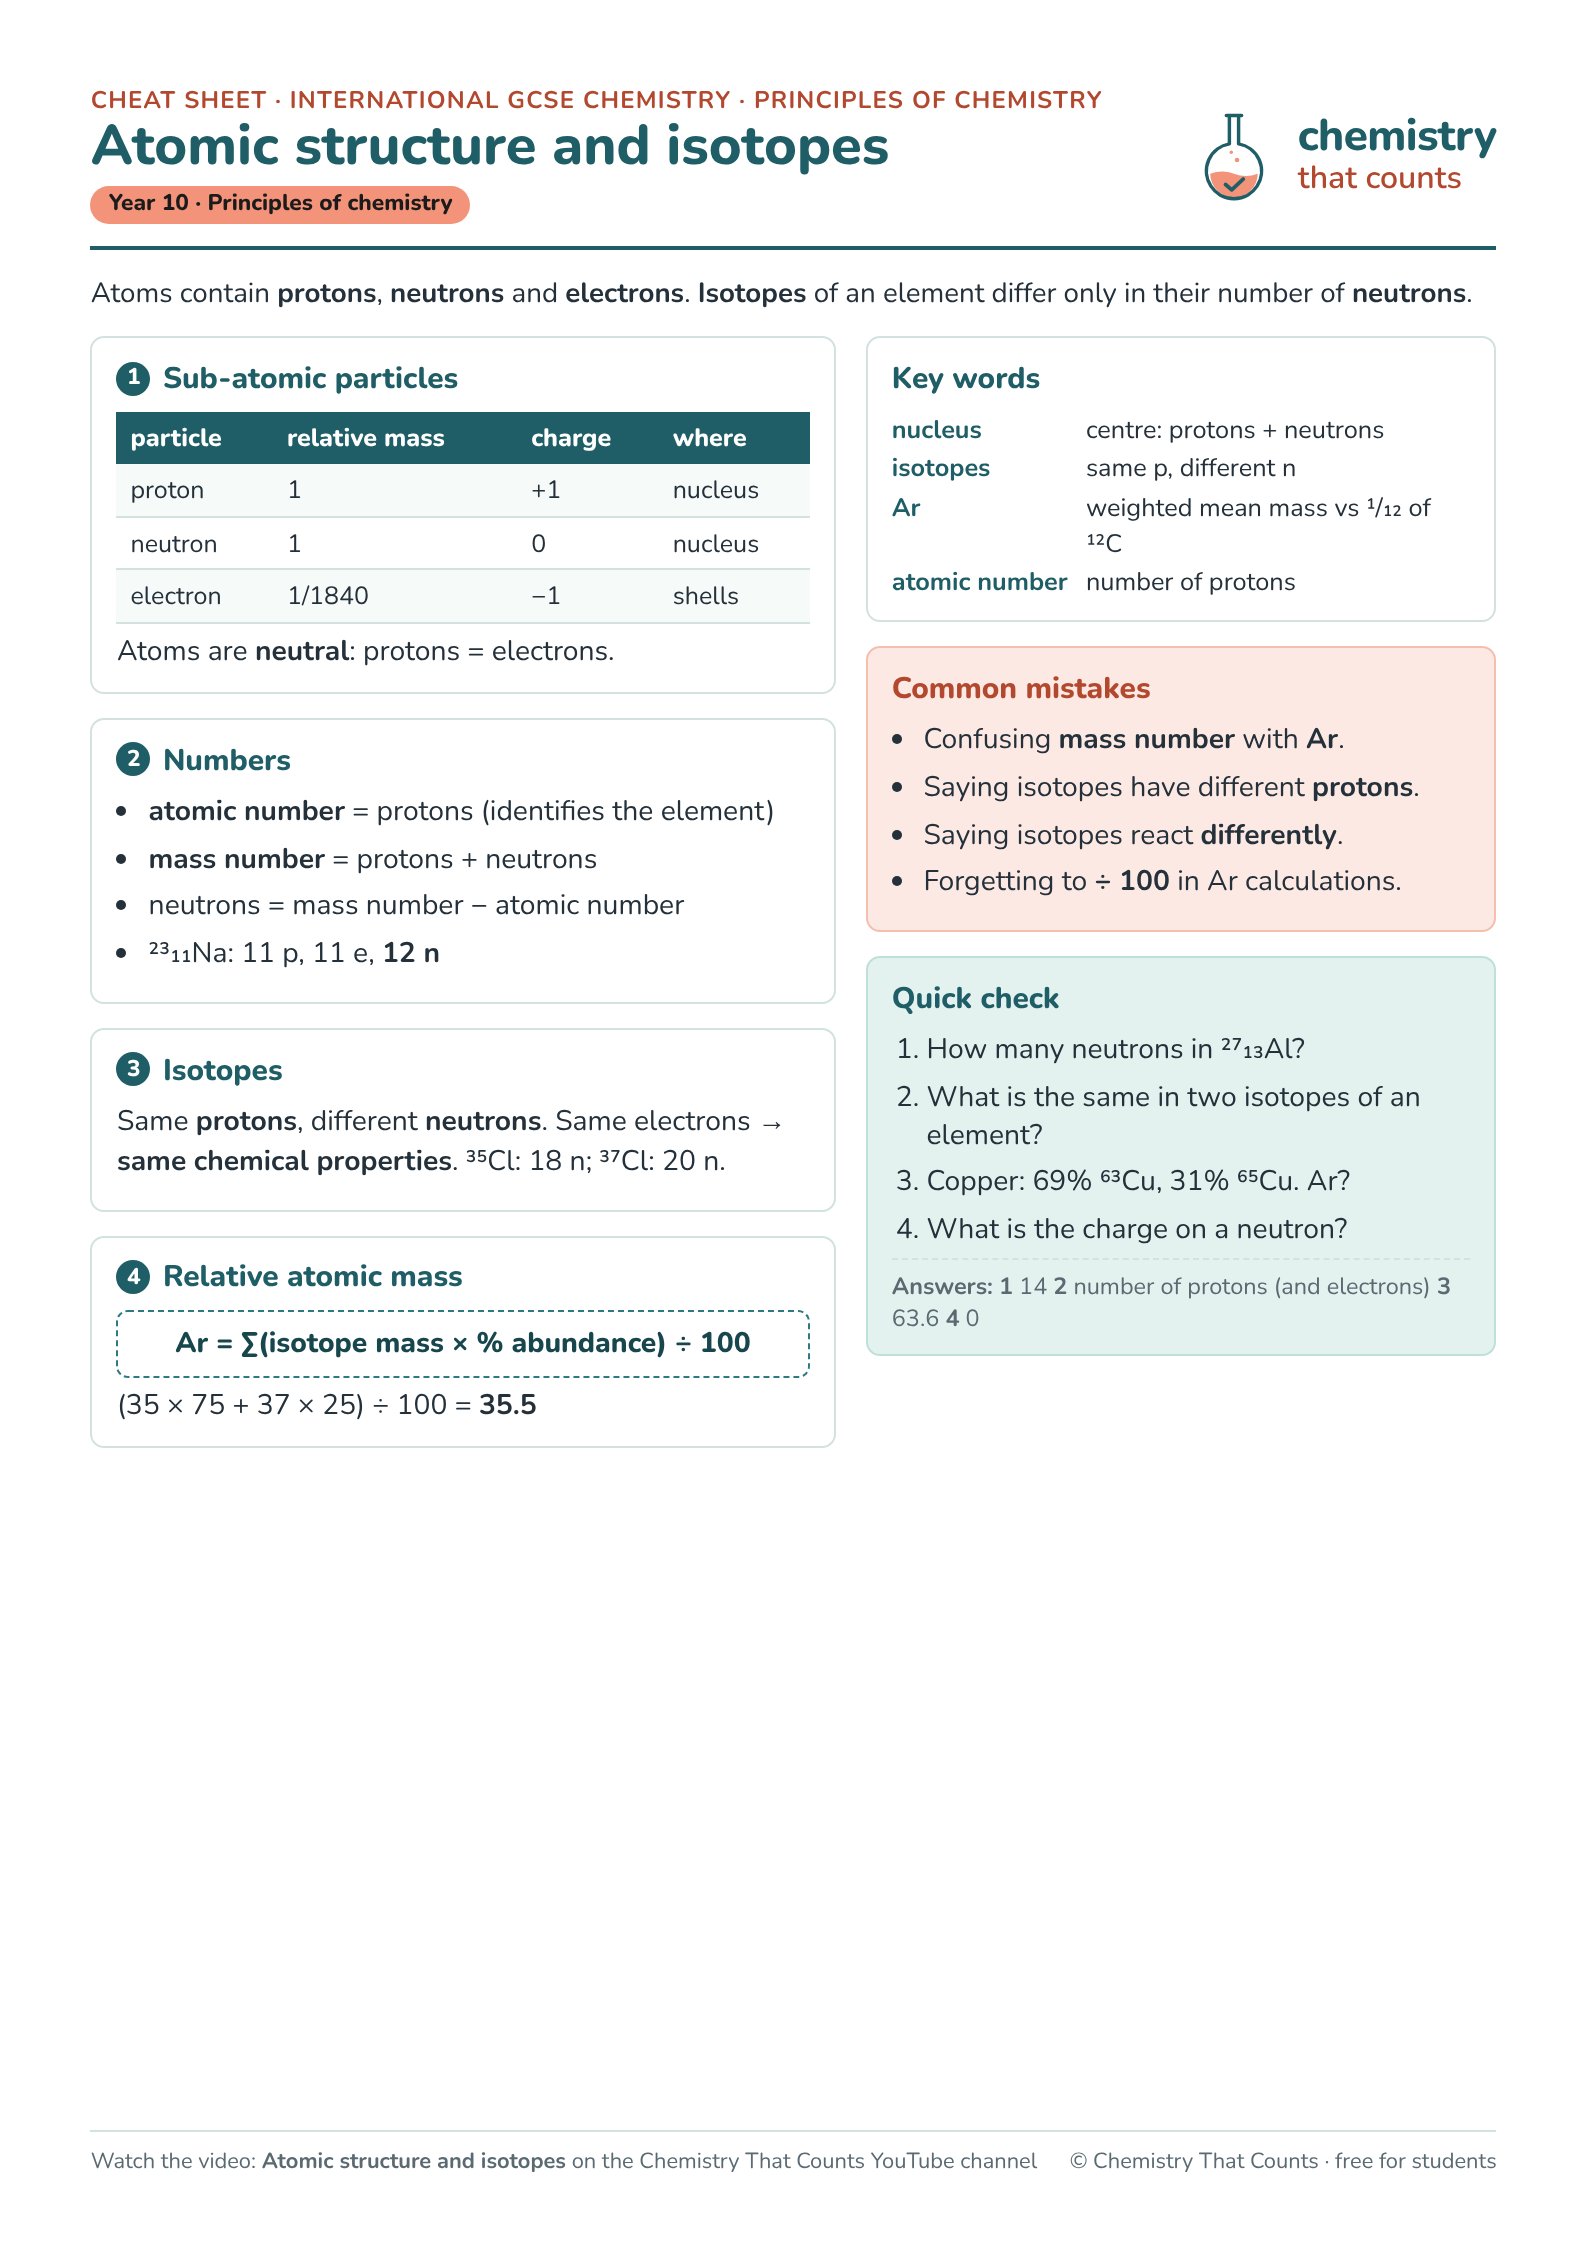 CHEAT SHEET · INTERNATIONAL GCSE CHEMISTRY · PRINCIPLES OF CHEMISTRY
Atomic structure and isotopes
Year 10 · Principles of chemistry
chemistry
that counts
Atoms contain protons, neutrons and electrons. Isotopes of an element differ only in their number of neutrons.
1 Sub-atomic particles
particle relative mass charge where
proton 1 +1 nucleus
neutron 1 0 nucleus
electron 1/1840 −1 shells
Atoms are neutral: protons = electrons.
2 Numbers
• atomic number = protons (identifies the element)
• mass number = protons + neutrons
• neutrons = mass number − atomic number
• ²³₁₁Na: 11 p, 11 e, 12 n
3 Isotopes
Same protons, different neutrons. Same electrons →
same chemical properties. ³⁵Cl: 18 n; ³⁷Cl: 20 n.
4 Relative atomic mass
Ar = ∑(isotope mass × % abundance) ÷ 100
(35 × 75 + 37 × 25) ÷ 100 = 35.5
Key words
nucleus centre: protons + neutrons
isotopes same p, different n
Ar weighted mean mass vs ¹/₁₂ of
¹²C
atomic number number of protons
Common mistakes
• Confusing mass number with Ar.
• Saying isotopes have different protons.
• Saying isotopes react differently.
• Forgetting to ÷ 100 in Ar calculations.
Quick check
1. How many neutrons in ²⁷₁₃Al?
2. What is the same in two isotopes of an
element?
3. Copper: 69% ⁶³Cu, 31% ⁶⁵Cu. Ar?
4. What is the charge on a neutron?
Answers: 1 14 2 number of protons (and electrons) 3
63.6 4 0
Watch the video: Atomic structure and isotopes on the Chemistry That Counts YouTube channel
© Chemistry That Counts · free for students